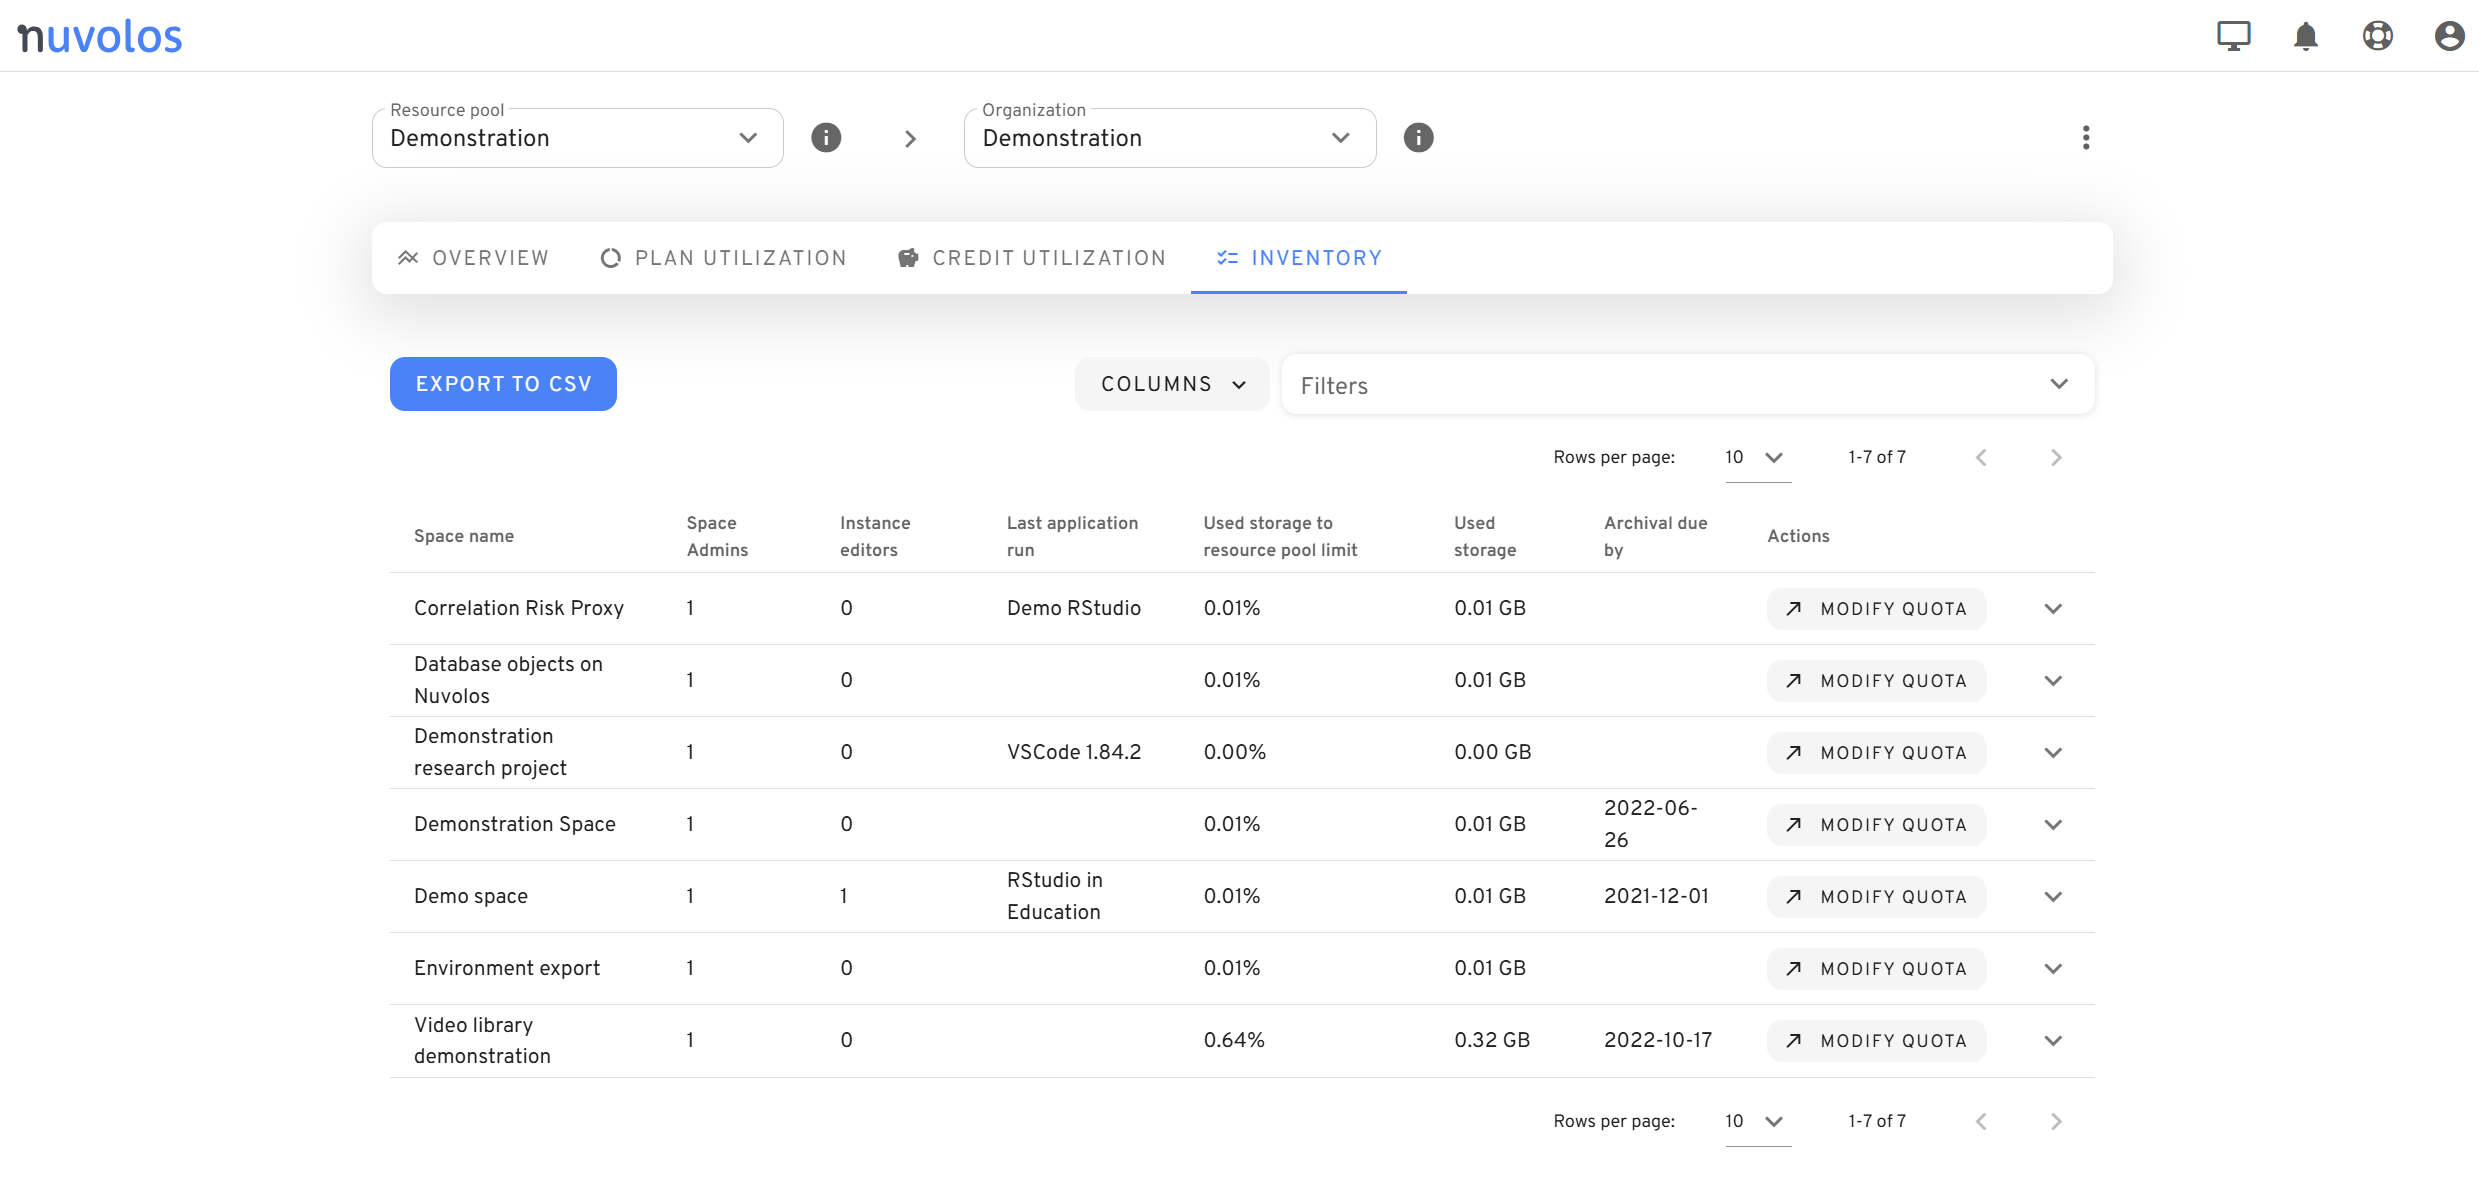 nuvolos
Resource pool
Demonstration
Organization
Demonstration
OVERVIEW
PLAN UTILIZATION
CREDIT UTILIZATION
INVENTORY
EXPORT TO CSV
COLUMNS
Filters
Rows per page: 10 1-7 of 7
Space name
Space
Admins
Instance
editors
Last application
run
Used storage to
resource pool limit
Used
storage
Archival due
by
Actions
Correlation Risk Proxy 1 0 Demo RStudio 0.01% 0.01 GB MODIFY QUOTA
Database objects on
Nuvolos
1 0 0.01% 0.01 GB MODIFY QUOTA
Demonstration
research project
1 0 VSCode 1.84.2 0.00% 0.00 GB MODIFY QUOTA
Demonstration Space 1 0 0.01% 0.01 GB
2022-06-
26
MODIFY QUOTA
Demo space 1 1
RStudio in
Education
0.01% 0.01 GB 2021-12-01 MODIFY QUOTA
Environment export 1 0 0.01% 0.01 GB MODIFY QUOTA
Video library
demonstration
1 0 0.64% 0.32 GB 2022-10-17 MODIFY QUOTA
Rows per page: 10 1-7 of 7